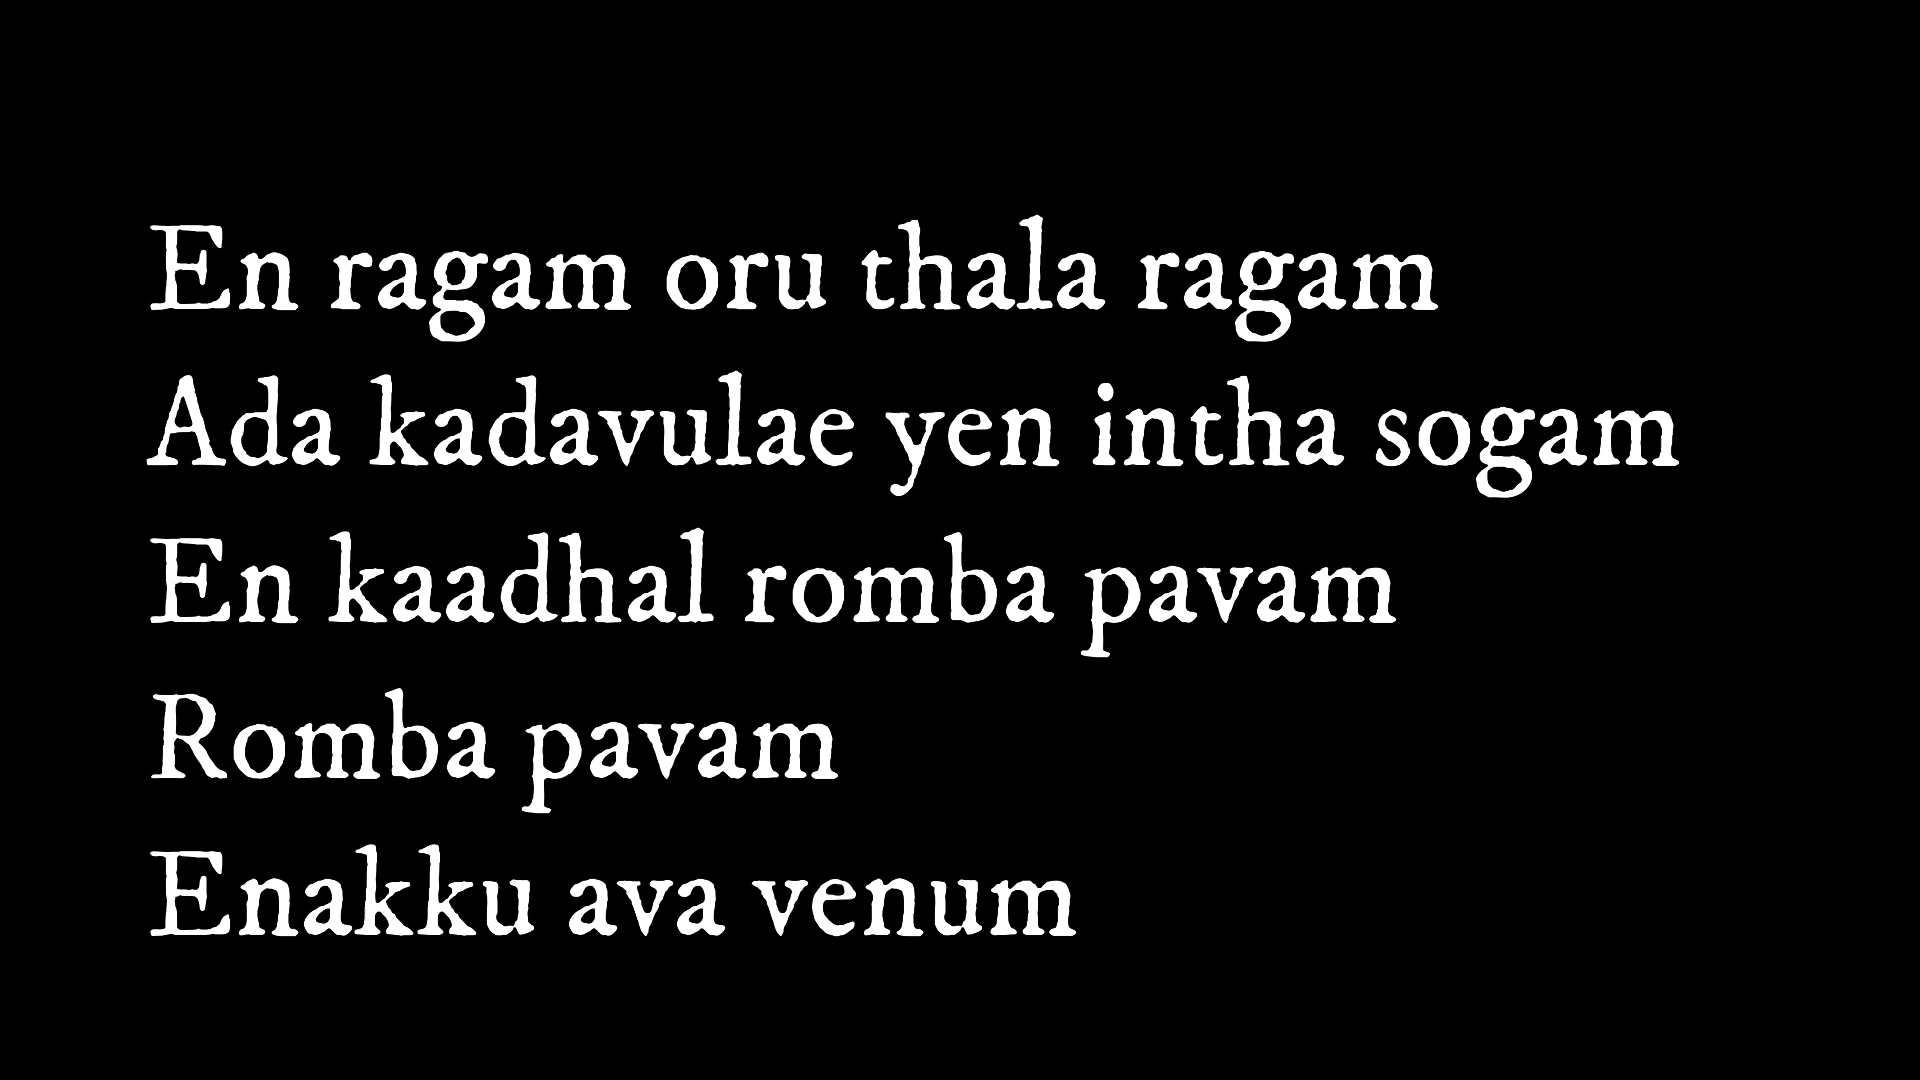 En ragam oru thala ragam
Ada kadavulae yen intha sogam
En kaadhal romba pavam
Romba pavam
Enakku ava venum